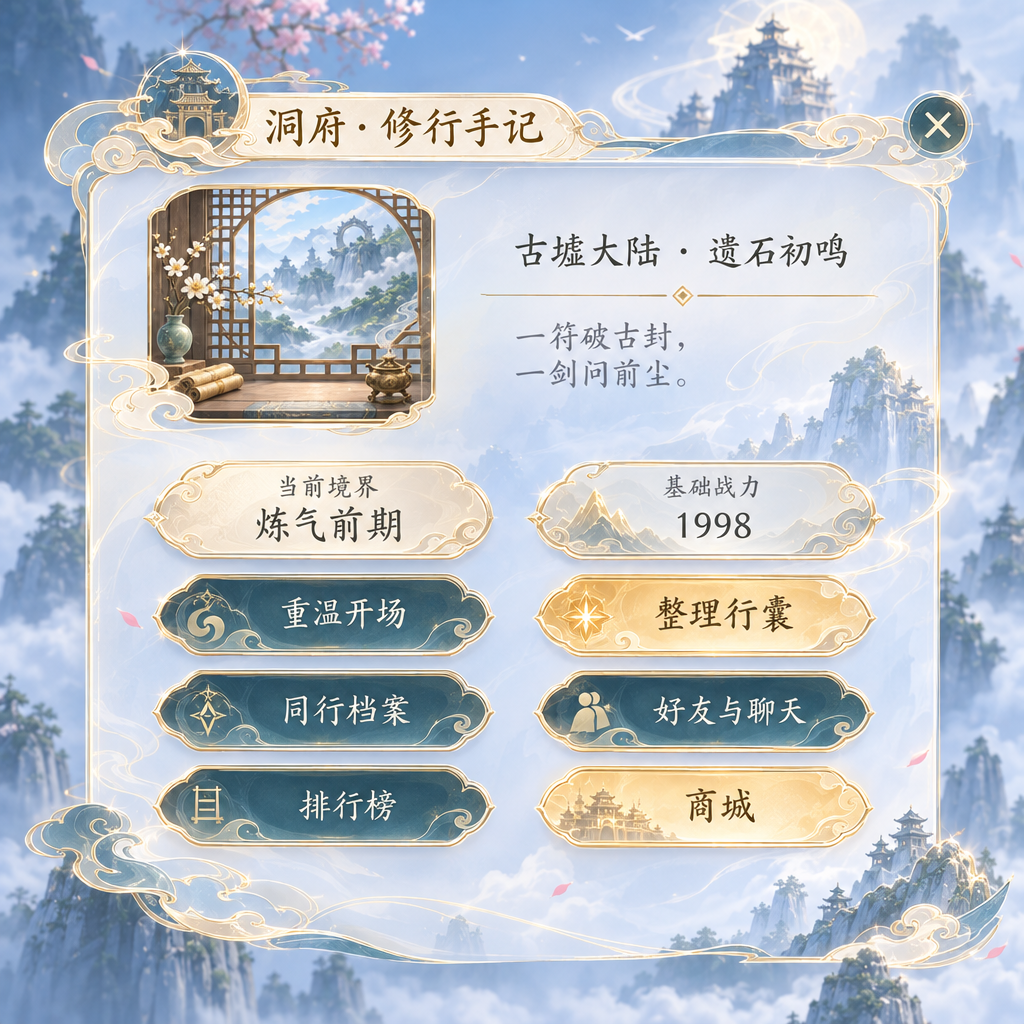 洞府·修行手记
古墟大陆·遗石初鸣
一符破古封，
一剑问前尘。
当前境界
炼气前期
基础战力
1998
重温开场
整理行囊
同行档案
好友与聊天
排行榜
商城